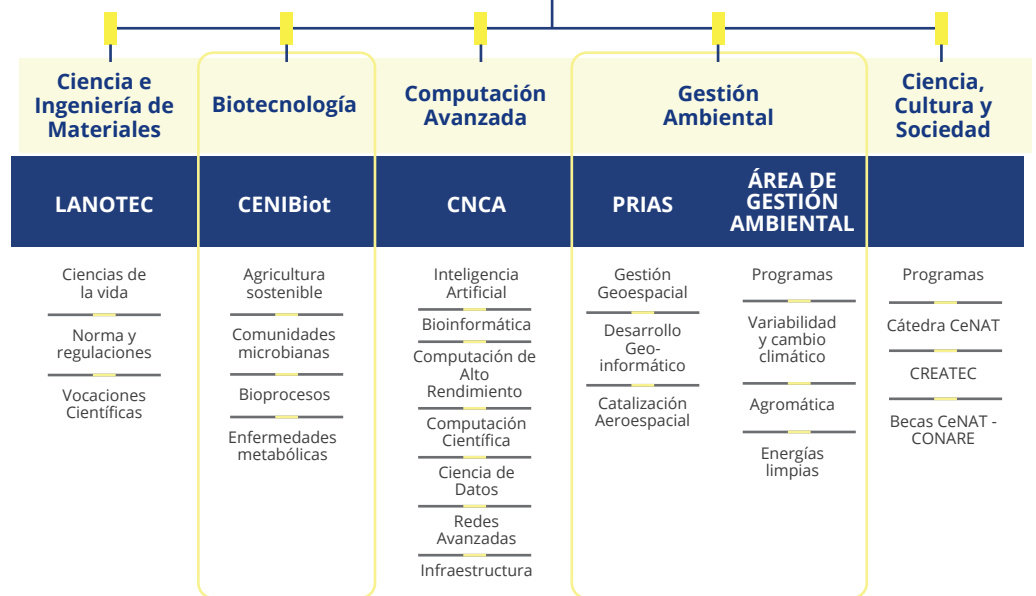 Ciencia e
Ingeniería de
Materiales
Biotecnología
Computación
Avanzada
Gestión
Ambiental
Ciencia,
Cultura y
Sociedad
LANOTEC
CENIBiot
CNCA
PRIAS
ÁREA DE
GESTIÓN
AMBIENTAL
Ciencias de
la vida
Norma y
regulaciones
Vocaciones
Científicas
Agricultura
sostenible
Comunidades
microbianas
Bioprocesos
Enfermedades
metabólicas
Inteligencia
Artificial
Bioinformática
Computación de
Alto
Rendimiento
Computación
Científica
Ciencia de
Datos
Redes
Avanzadas
Infraestructura
Gestión
Geoespacial
Desarrollo
Geo-
informático
Catalización
Aeroespacial
Programas
Variabilidad
y cambio
climático
Agromática
Energías
limpias
Programas
Cátedra CeNAT
CREATEC
Becas CeNAT -
CONARE